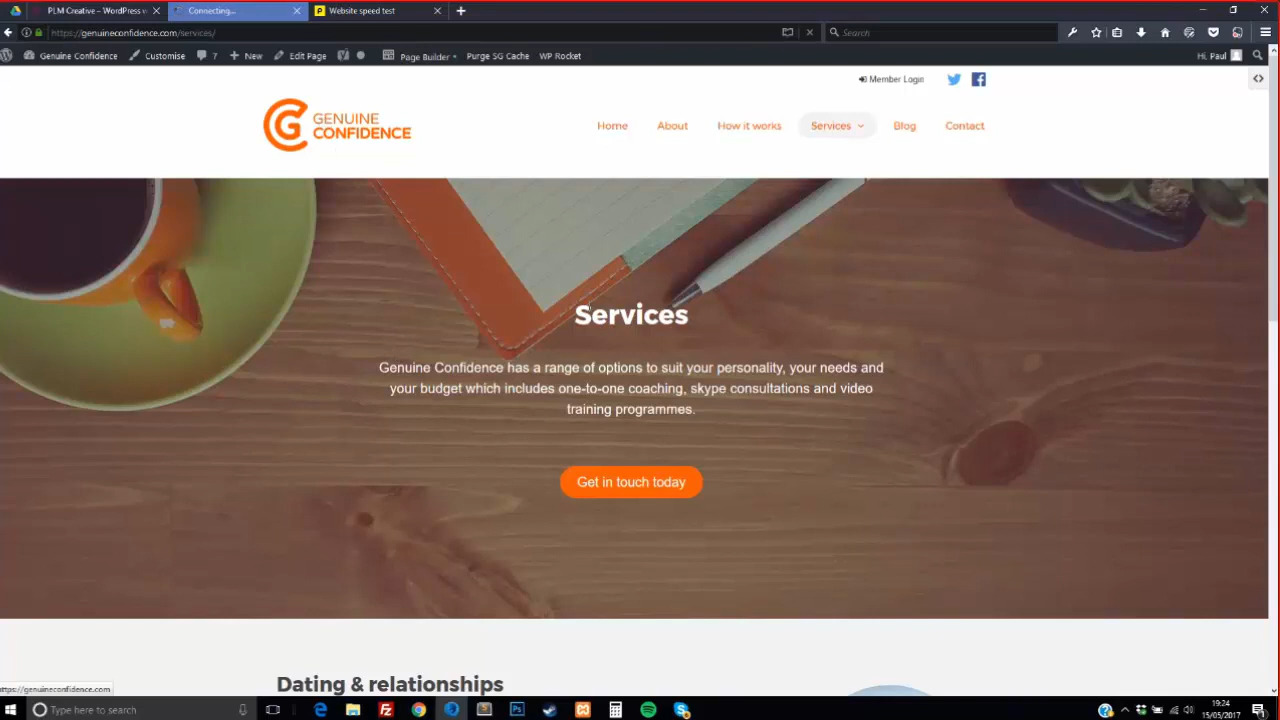 PLM Creative – WordPress w
Connecting...
Website speed test
https://genuineconfidence.com/services/
Search
Genuine Confidence
Customise
7
New
Edit Page
Page Builder
Purge SG Cache
WP Rocket
Hi, Paul
Member Login
GENUINE
CONFIDENCE
Home
About
How it works
Services
Blog
Contact
Services
Genuine Confidence has a range of options to suit your personality, your needs and
your budget which includes one-to-one coaching, skype consultations and video
training programmes.
Get in touch today
Dating & relationships
https://genuineconfidence.com
Type here to search
19:24
15/05/2017